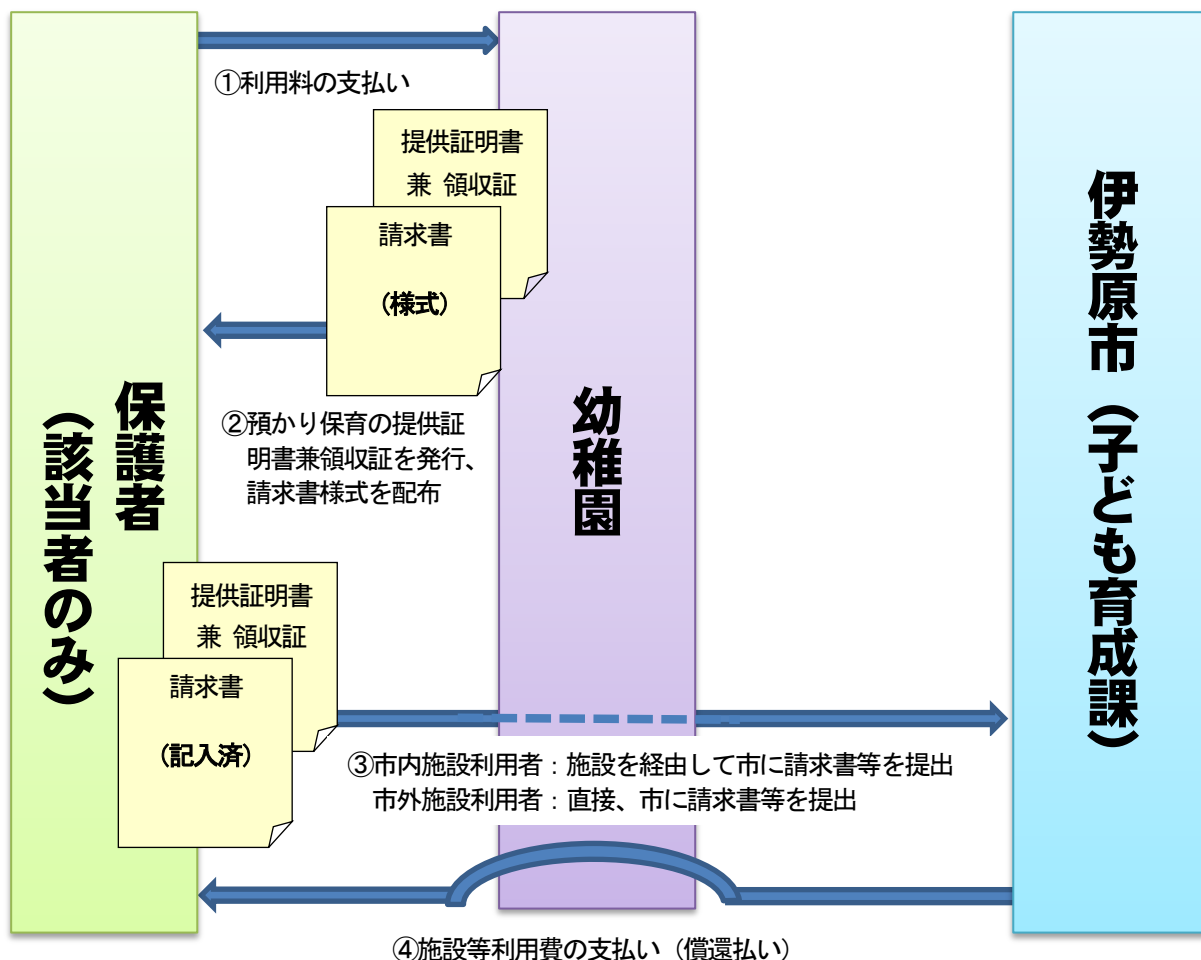 ①利用料の支払い
提供証明書
兼 領収証
請求書
(様式)
②預かり保育の提供証
明書兼領収証を発行、
請求書様式を配布
保護者
(該当者のみ)
幼稚園
伊勢原市(子ども育成課)
提供証明書
兼 領収証
請求書
(記入済)
③市内施設利用者:施設を経由して市に請求書等を提出
市外施設利用者:直接、市に請求書等を提出
④施設等利用費の支払い(償還払い)